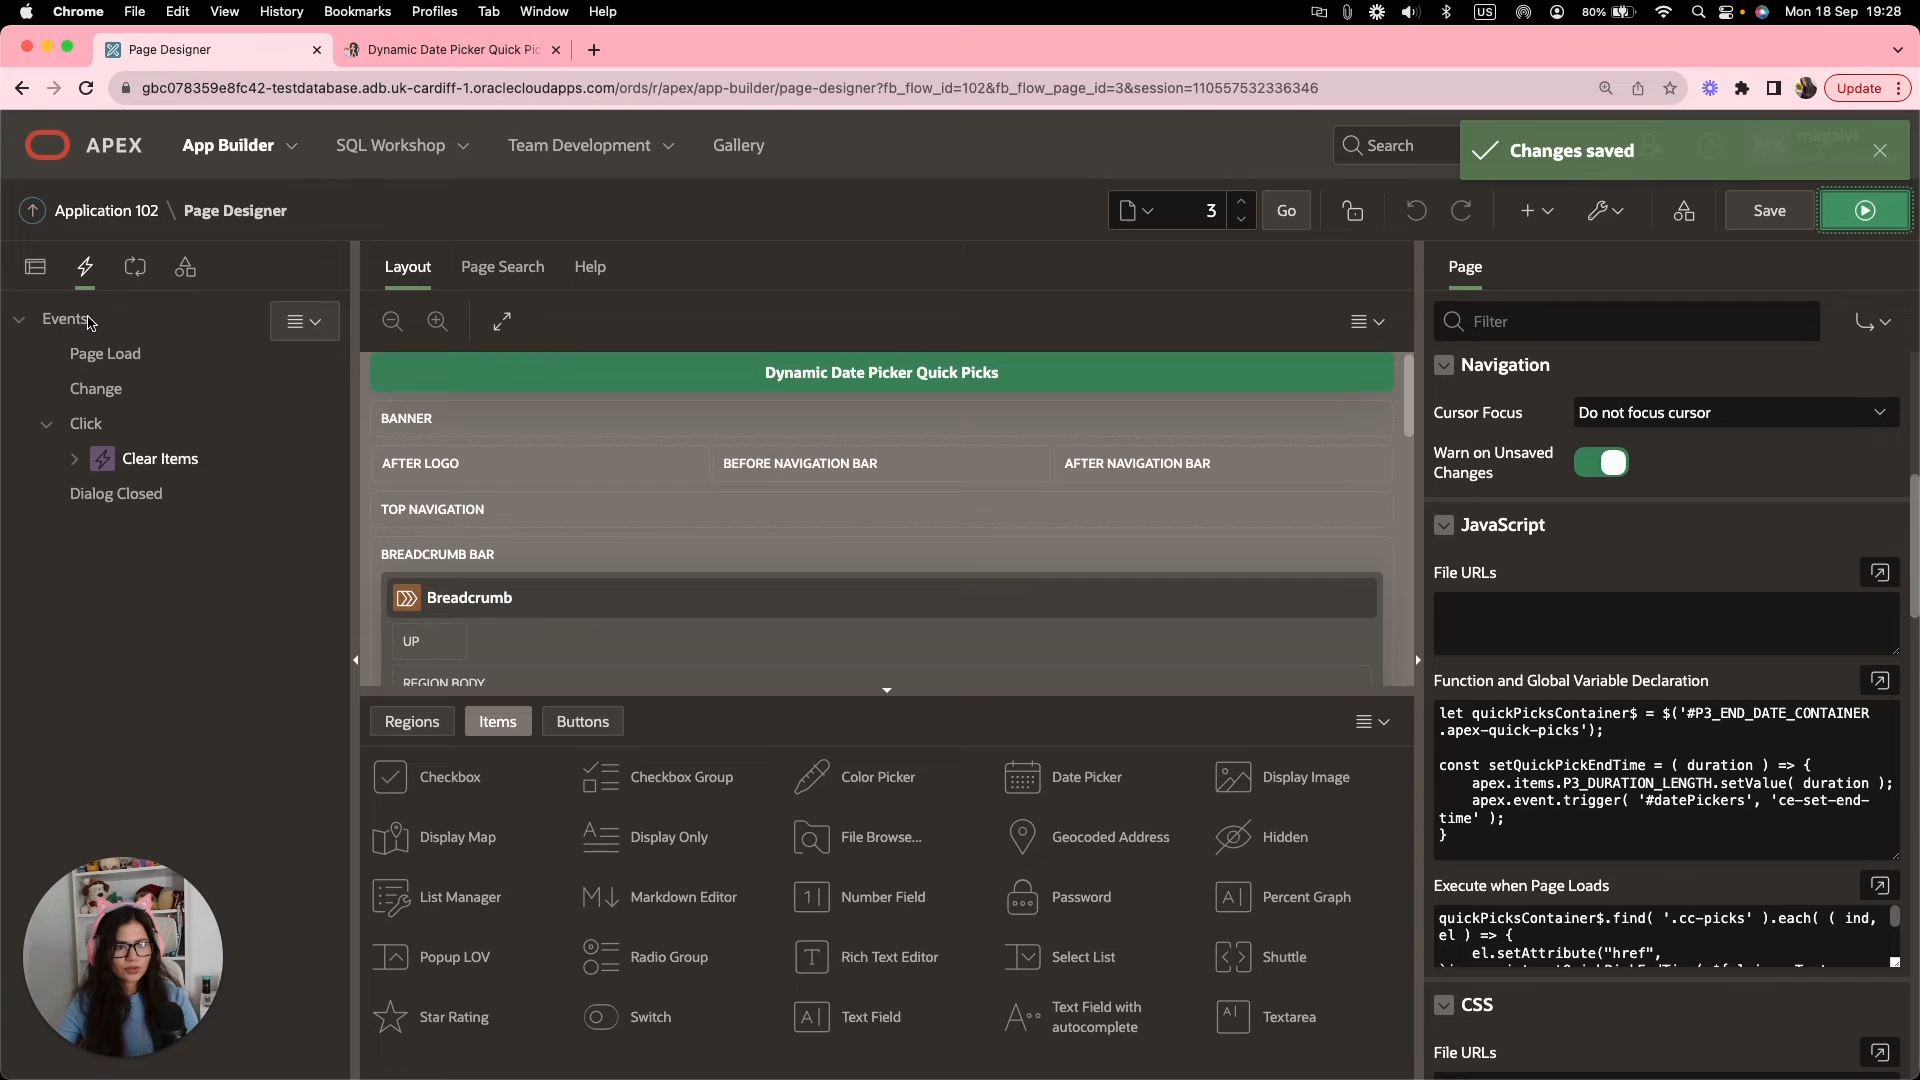 Chrome File Edit View History Bookmarks Profiles Tab Window Help
US 80% Mon 18 Sep 19:28
Page Designer
Dynamic Date Picker Quick Pic
gbc078359e8fc42-testdatabase.adb.uk-cardiff-1.oraclecloudapps.com/ords/r/apex/app-builder/page-designer?fb_flow_id=102&fb_flow_page_id=3&session=110557532336346
Update
APEX
App Builder
SQL Workshop
Team Development
Gallery
Search
Changes saved
magalyi
Application 102 \ Page Designer
3
Go
Save
Layout
Page Search
Help
Page
Events
Page Load
Change
Click
Clear Items
Dialog Closed
Dynamic Date Picker Quick Picks
BANNER
AFTER LOGO
BEFORE NAVIGATION BAR
AFTER NAVIGATION BAR
TOP NAVIGATION
BREADCRUMB BAR
Breadcrumb
UP
REGION BODY
Regions
Items
Buttons
Checkbox
Checkbox Group
Color Picker
Date Picker
Display Image
Display Map
Display Only
File Browse...
Geocoded Address
Hidden
List Manager
Markdown Editor
Number Field
Password
Percent Graph
Popup LOV
Radio Group
Rich Text Editor
Select List
Shuttle
Star Rating
Switch
Text Field
Text Field with
autocomplete
Textarea
Filter
Navigation
Cursor Focus
Do not focus cursor
Warn on Unsaved
Changes
JavaScript
File URLs
Function and Global Variable Declaration
let quickPicksContainer$ = $('#P3_END_DATE_CONTAINER
.apex-quick-picks');
const setQuickPickEndTime = ( duration ) => {
apex.items.P3_DURATION_LENGTH.setValue( duration );
apex.event.trigger( '#datePickers', 'ce-set-end-
time' );
}
Execute when Page Loads
quickPicksContainer$.find( '.cc-picks' ).each( ( ind,
el ) => {
el.setAttribute("href",
CSS
File URLs